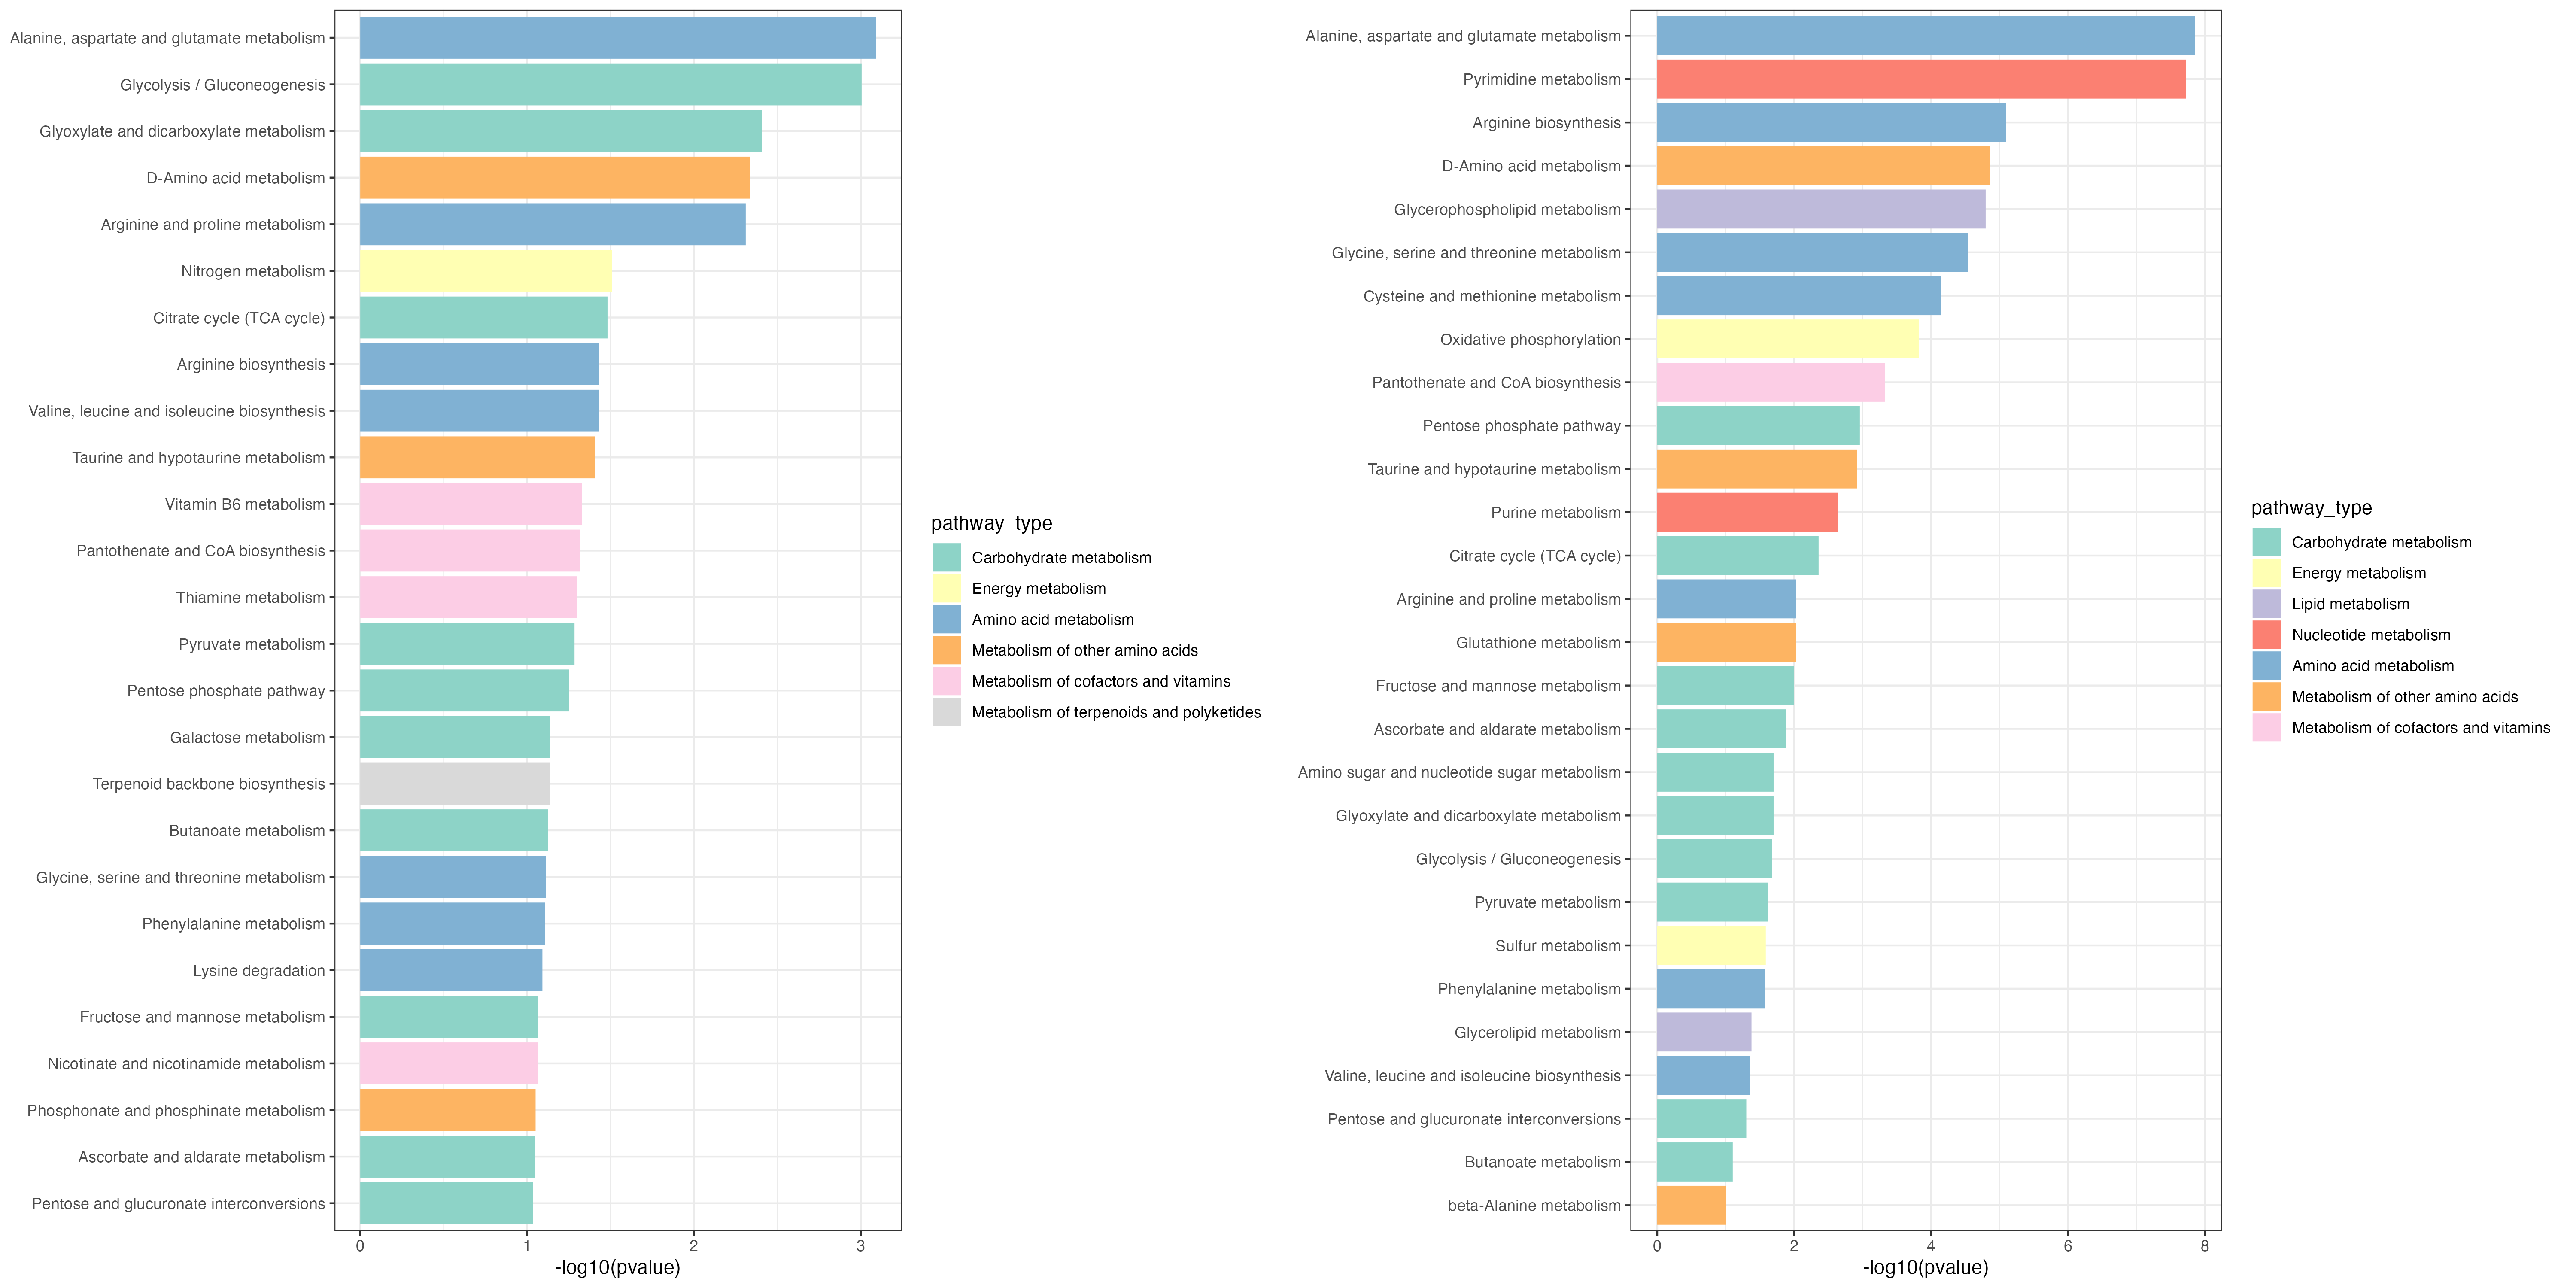 Alanine, aspartate and glutamate metabolism
Glycolysis / Gluconeogenesis
Glyoxylate and dicarboxylate metabolism
D-Amino acid metabolism
Arginine and proline metabolism
Nitrogen metabolism
Citrate cycle (TCA cycle)
Arginine biosynthesis
Valine, leucine and isoleucine biosynthesis
Taurine and hypotaurine metabolism
Vitamin B6 metabolism
Pantothenate and CoA biosynthesis
Thiamine metabolism
Pyruvate metabolism
Pentose phosphate pathway
Galactose metabolism
Terpenoid backbone biosynthesis
Butanoate metabolism
Glycine, serine and threonine metabolism
Phenylalanine metabolism
Lysine degradation
Fructose and mannose metabolism
Nicotinate and nicotinamide metabolism
Phosphonate and phosphinate metabolism
Ascorbate and aldarate metabolism
Pentose and glucuronate interconversions
0 1 2 3
-log10(pvalue)
pathway_type
Carbohydrate metabolism
Energy metabolism
Amino acid metabolism
Metabolism of other amino acids
Metabolism of cofactors and vitamins
Metabolism of terpenoids and polyketides
Alanine, aspartate and glutamate metabolism
Pyrimidine metabolism
Arginine biosynthesis
D-Amino acid metabolism
Glycerophospholipid metabolism
Glycine, serine and threonine metabolism
Cysteine and methionine metabolism
Oxidative phosphorylation
Pantothenate and CoA biosynthesis
Pentose phosphate pathway
Taurine and hypotaurine metabolism
Purine metabolism
Citrate cycle (TCA cycle)
Arginine and proline metabolism
Glutathione metabolism
Fructose and mannose metabolism
Ascorbate and aldarate metabolism
Amino sugar and nucleotide sugar metabolism
Glyoxylate and dicarboxylate metabolism
Glycolysis / Gluconeogenesis
Pyruvate metabolism
Sulfur metabolism
Phenylalanine metabolism
Glycerolipid metabolism
Valine, leucine and isoleucine biosynthesis
Pentose and glucuronate interconversions
Butanoate metabolism
beta-Alanine metabolism
0 2 4 6 8
-log10(pvalue)
pathway_type
Carbohydrate metabolism
Energy metabolism
Lipid metabolism
Nucleotide metabolism
Amino acid metabolism
Metabolism of other amino acids
Metabolism of cofactors and vitamins